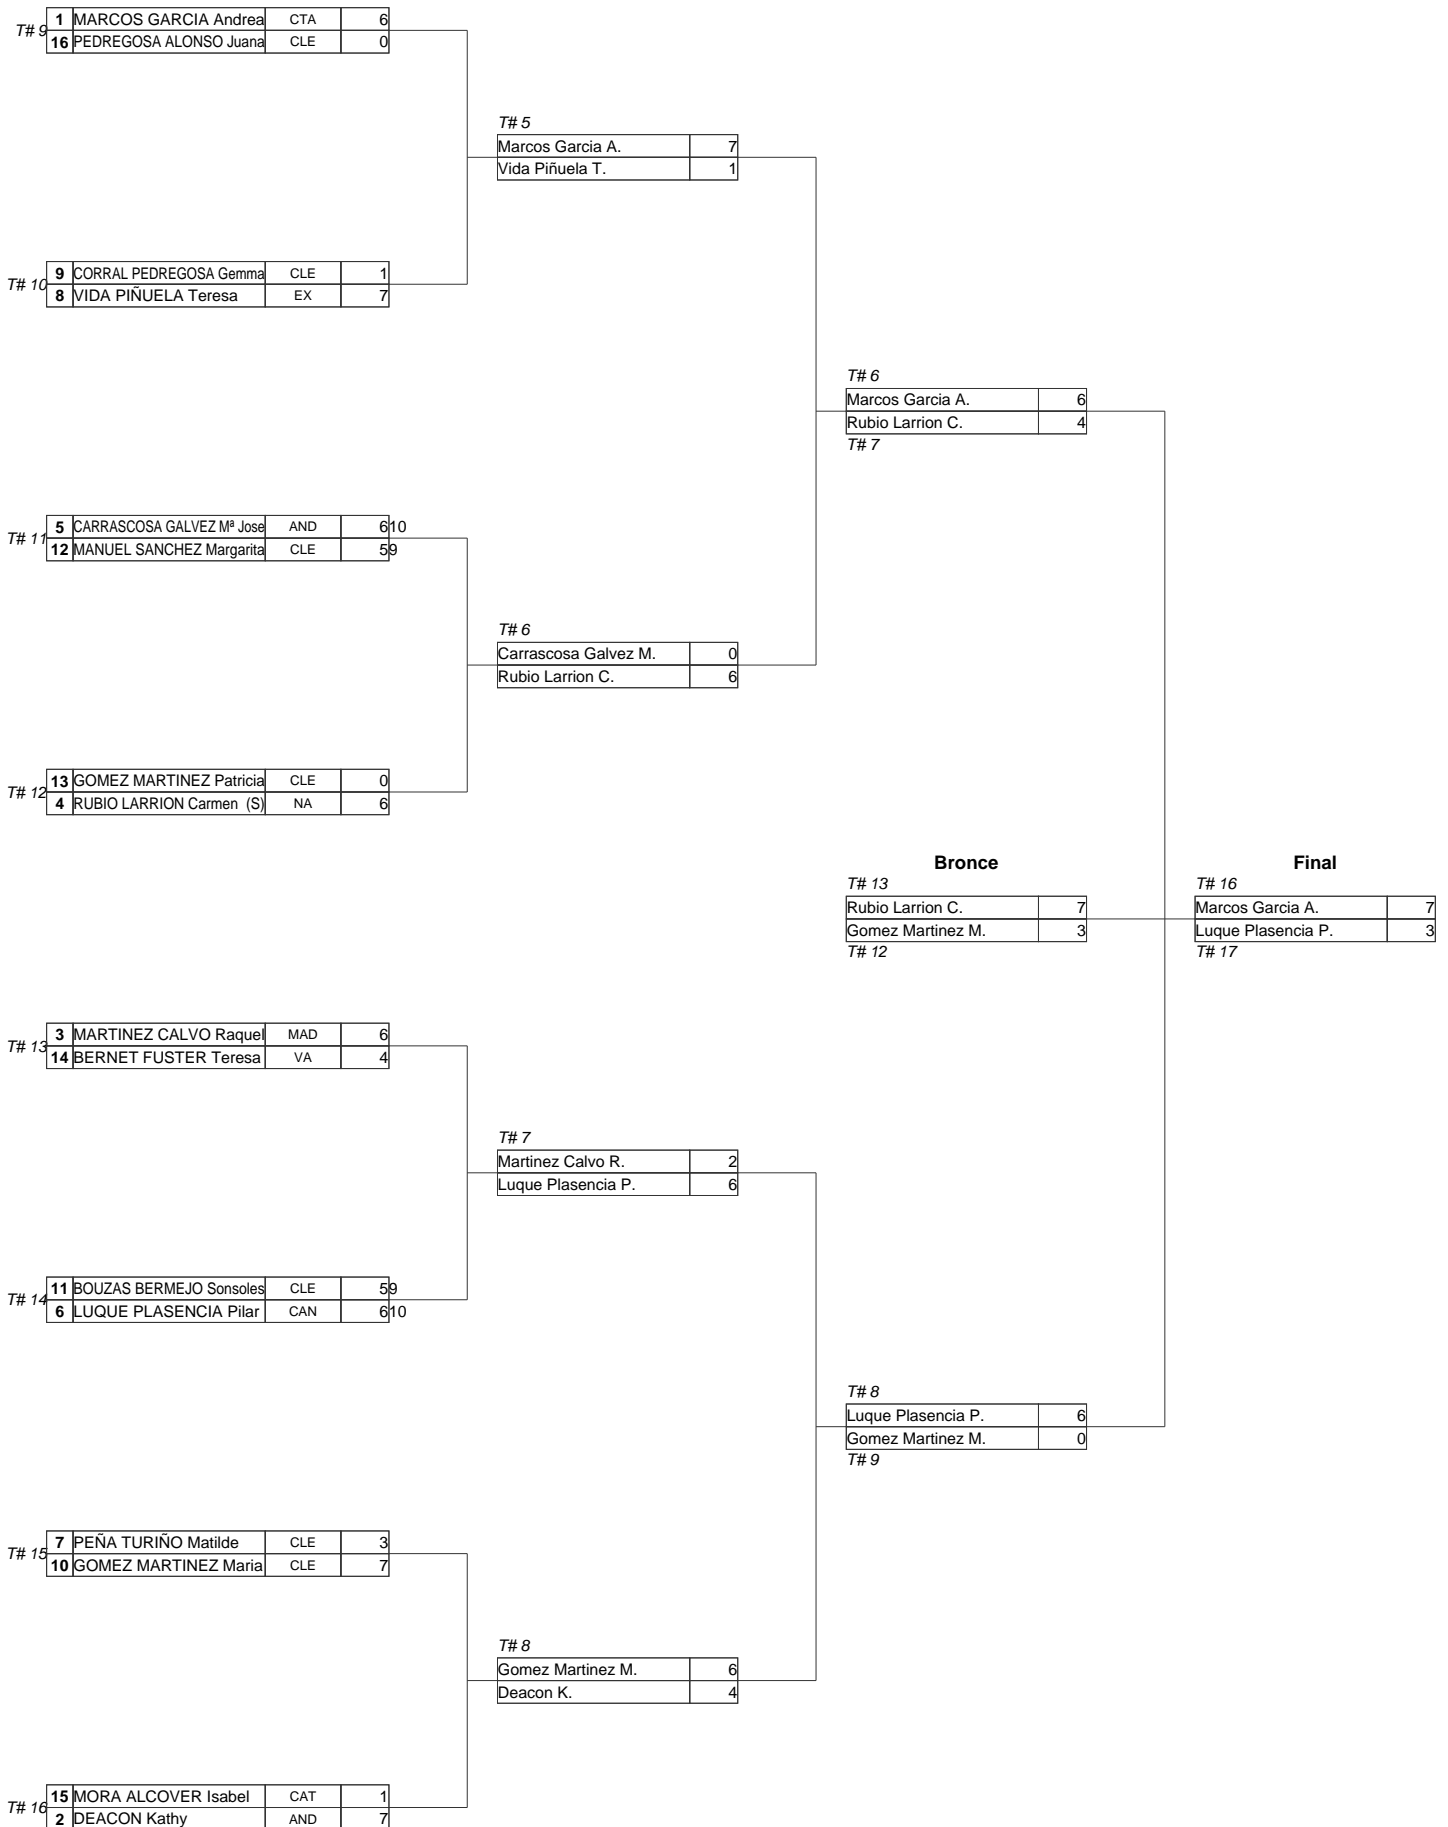 T# 9
1 MARCOS GARCIA Andrea CTA 6
16 PEDREGOSA ALONSO Juana CLE 0
T# 5
Marcos Garcia A. 7
Vida Piñuela T. 1
T# 10
9 CORRAL PEDREGOSA Gemma CLE 1
8 VIDA PIÑUELA Teresa EX 7
T# 6
Marcos Garcia A. 6
Rubio Larrion C. 4
T# 7
T# 11
5 CARRASCOSA GALVEZ Mª Jose AND 6 10
12 MANUEL SANCHEZ Margarita CLE 5 9
T# 6
Carrascosa Galvez M. 0
Rubio Larrion C. 6
T# 12
13 GOMEZ MARTINEZ Patricia CLE 0
4 RUBIO LARRION Carmen (S) NA 6
Bronce
T# 13
Rubio Larrion C. 7
Gomez Martinez M. 3
T# 12
Final
T# 16
Marcos Garcia A. 7
Luque Plasencia P. 3
T# 17
T# 13
3 MARTINEZ CALVO Raquel MAD 6
14 BERNET FUSTER Teresa VA 4
T# 7
Martinez Calvo R. 2
Luque Plasencia P. 6
T# 14
11 BOUZAS BERMEJO Sonsoles CLE 5 9
6 LUQUE PLASENCIA Pilar CAN 6 10
T# 8
Luque Plasencia P. 6
Gomez Martinez M. 0
T# 9
T# 15
7 PEÑA TURIÑO Matilde CLE 3
10 GOMEZ MARTINEZ Maria CLE 7
T# 8
Gomez Martinez M. 6
Deacon K. 4
T# 16
15 MORA ALCOVER Isabel CAT 1
2 DEACON Kathy AND 7